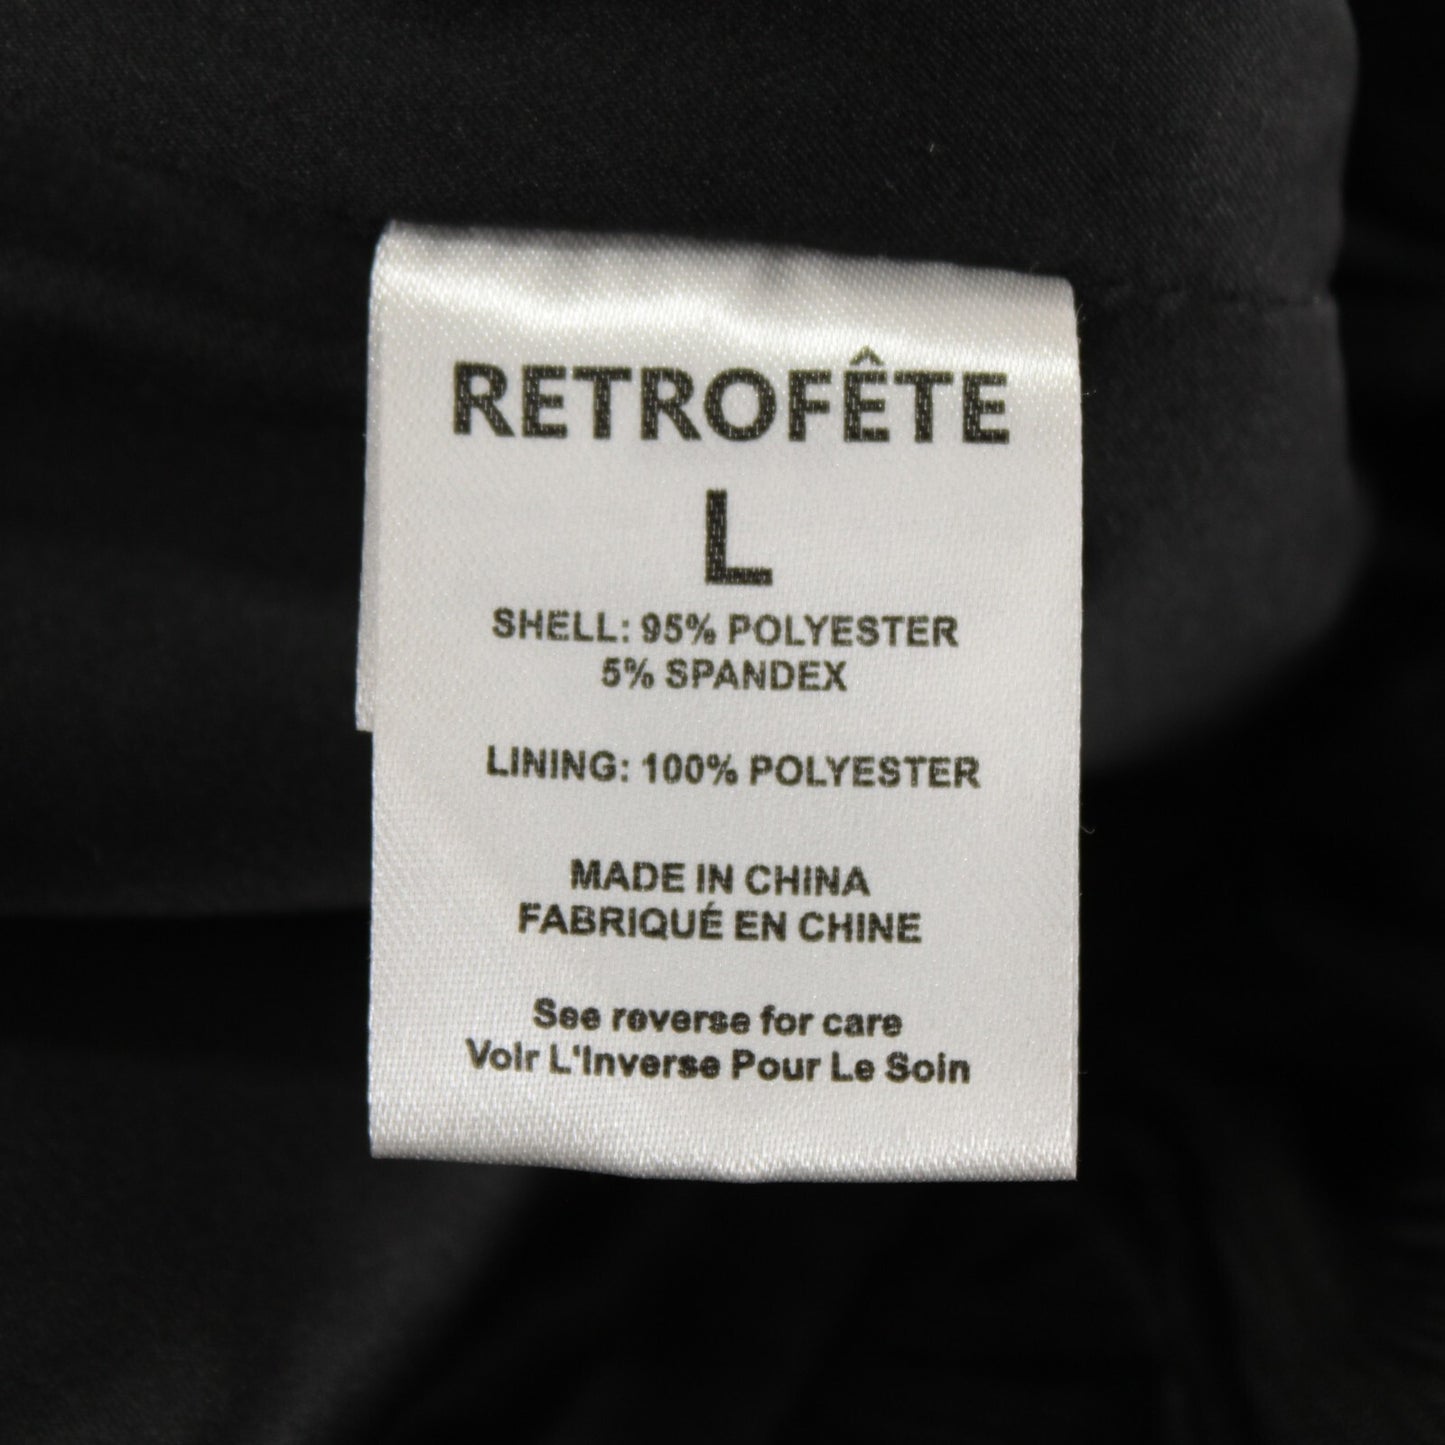 RETROFÊTE
L
SHELL: 95% POLYESTER
5% SPANDEX
LINING: 100% POLYESTER
MADE IN CHINA
FABRIQUÉ EN CHINE
See reverse for care
Voir L'Inverse Pour Le Soin